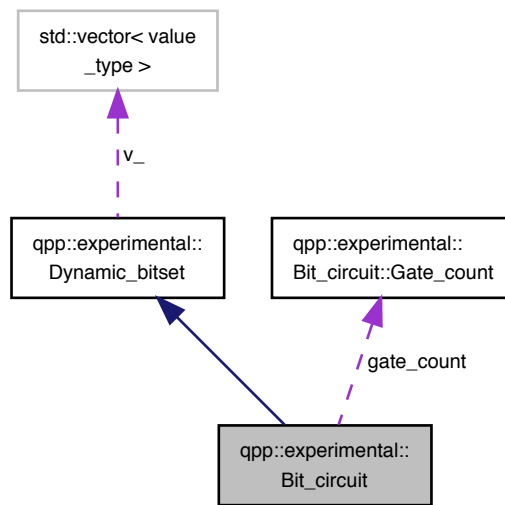 std::vector< value
_type >
v_
qpp::experimental::
Dynamic_bitset
qpp::experimental::
Bit_circuit::Gate_count
gate_count
qpp::experimental::
Bit_circuit